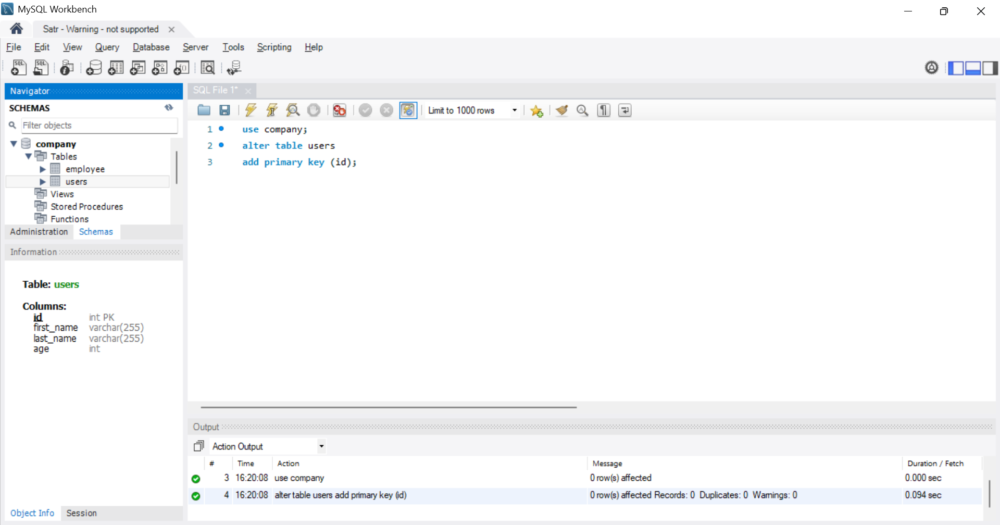 MySQL Workbench
Satr - Warning - not supported
File Edit View Query Database Server Tools Scripting Help
SQL SQL
Navigator
SCHEMAS
Filter objects
company
Tables
employee
users
Views
Stored Procedures
Functions
Administration Schemas
Information
Table: users
Columns:
id int PK
first_name varchar(255)
last_name varchar(255)
age int
Object Info Session
SQL File 1*
Limit to 1000 rows
1 use company;
2 alter table users
3 add primary key (id);
Output
Action Output
# Time Action Message Duration / Fetch
3 16:20:08 use company 0 row(s) affected 0.000 sec
4 16:20:08 alter table users add primary key (id) 0 row(s) affected Records: 0 Duplicates: 0 Warnings: 0 0.094 sec